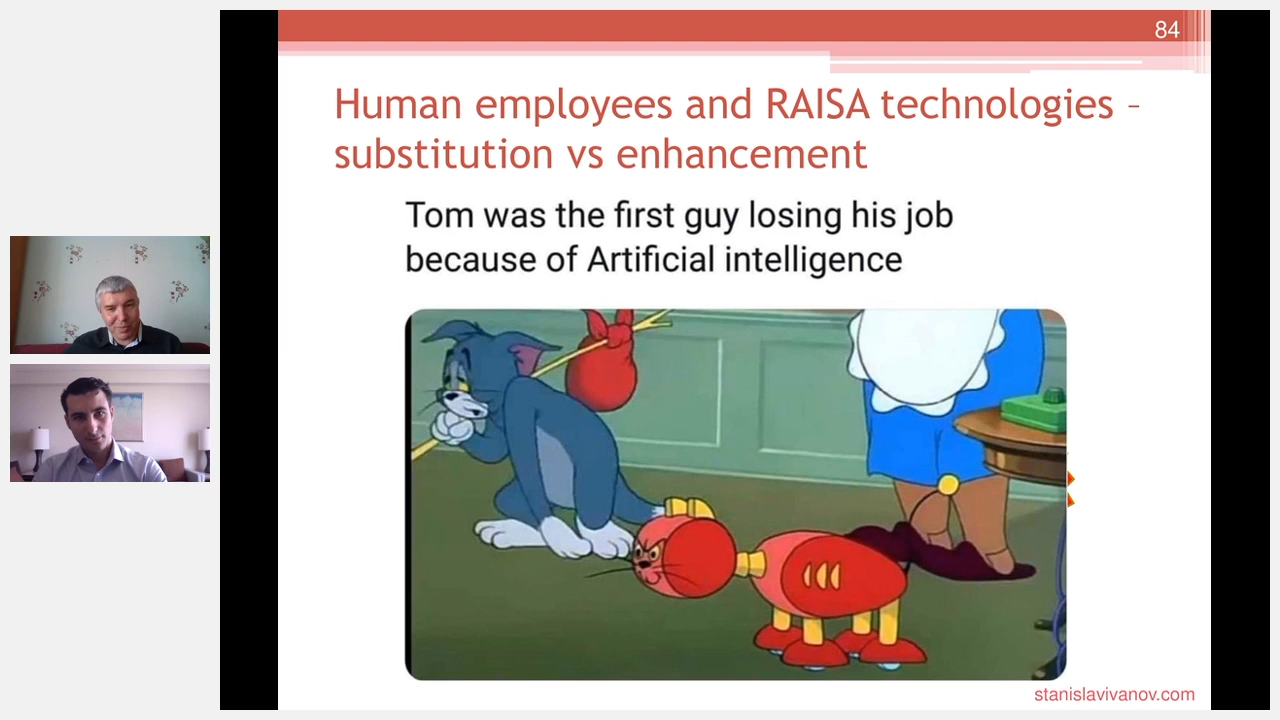 84
Human employees and RAISA technologies –
substitution vs enhancement
Tom was the first guy losing his job
because of Artificial intelligence
stanislavivanov.com